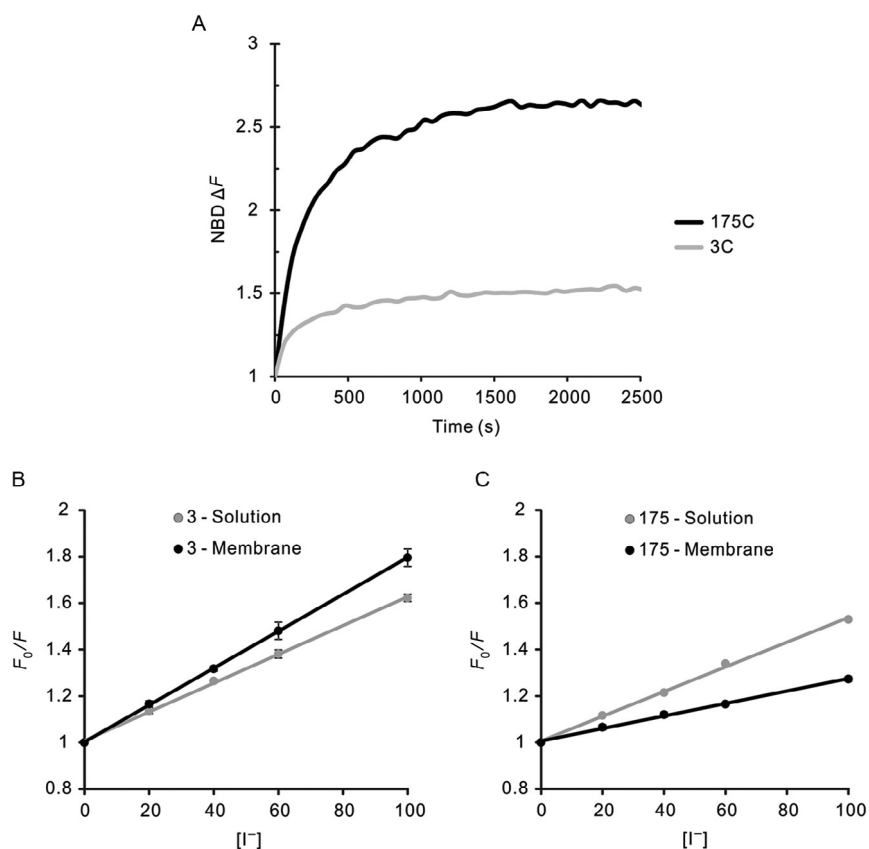 A
3
2.5
2
1.5
1
NBD ΔF
0 500 1000 1500 2000 2500
Time (s)
175C
3C
B
2
1.8
1.6
1.4
1.2
1
0.8
F₀/F
3 - Solution
3 - Membrane
0 20 40 60 80 100
[I⁻]
C
2
1.8
1.6
1.4
1.2
1
0.8
F₀/F
175 - Solution
175 - Membrane
0 20 40 60 80 100
[I⁻]